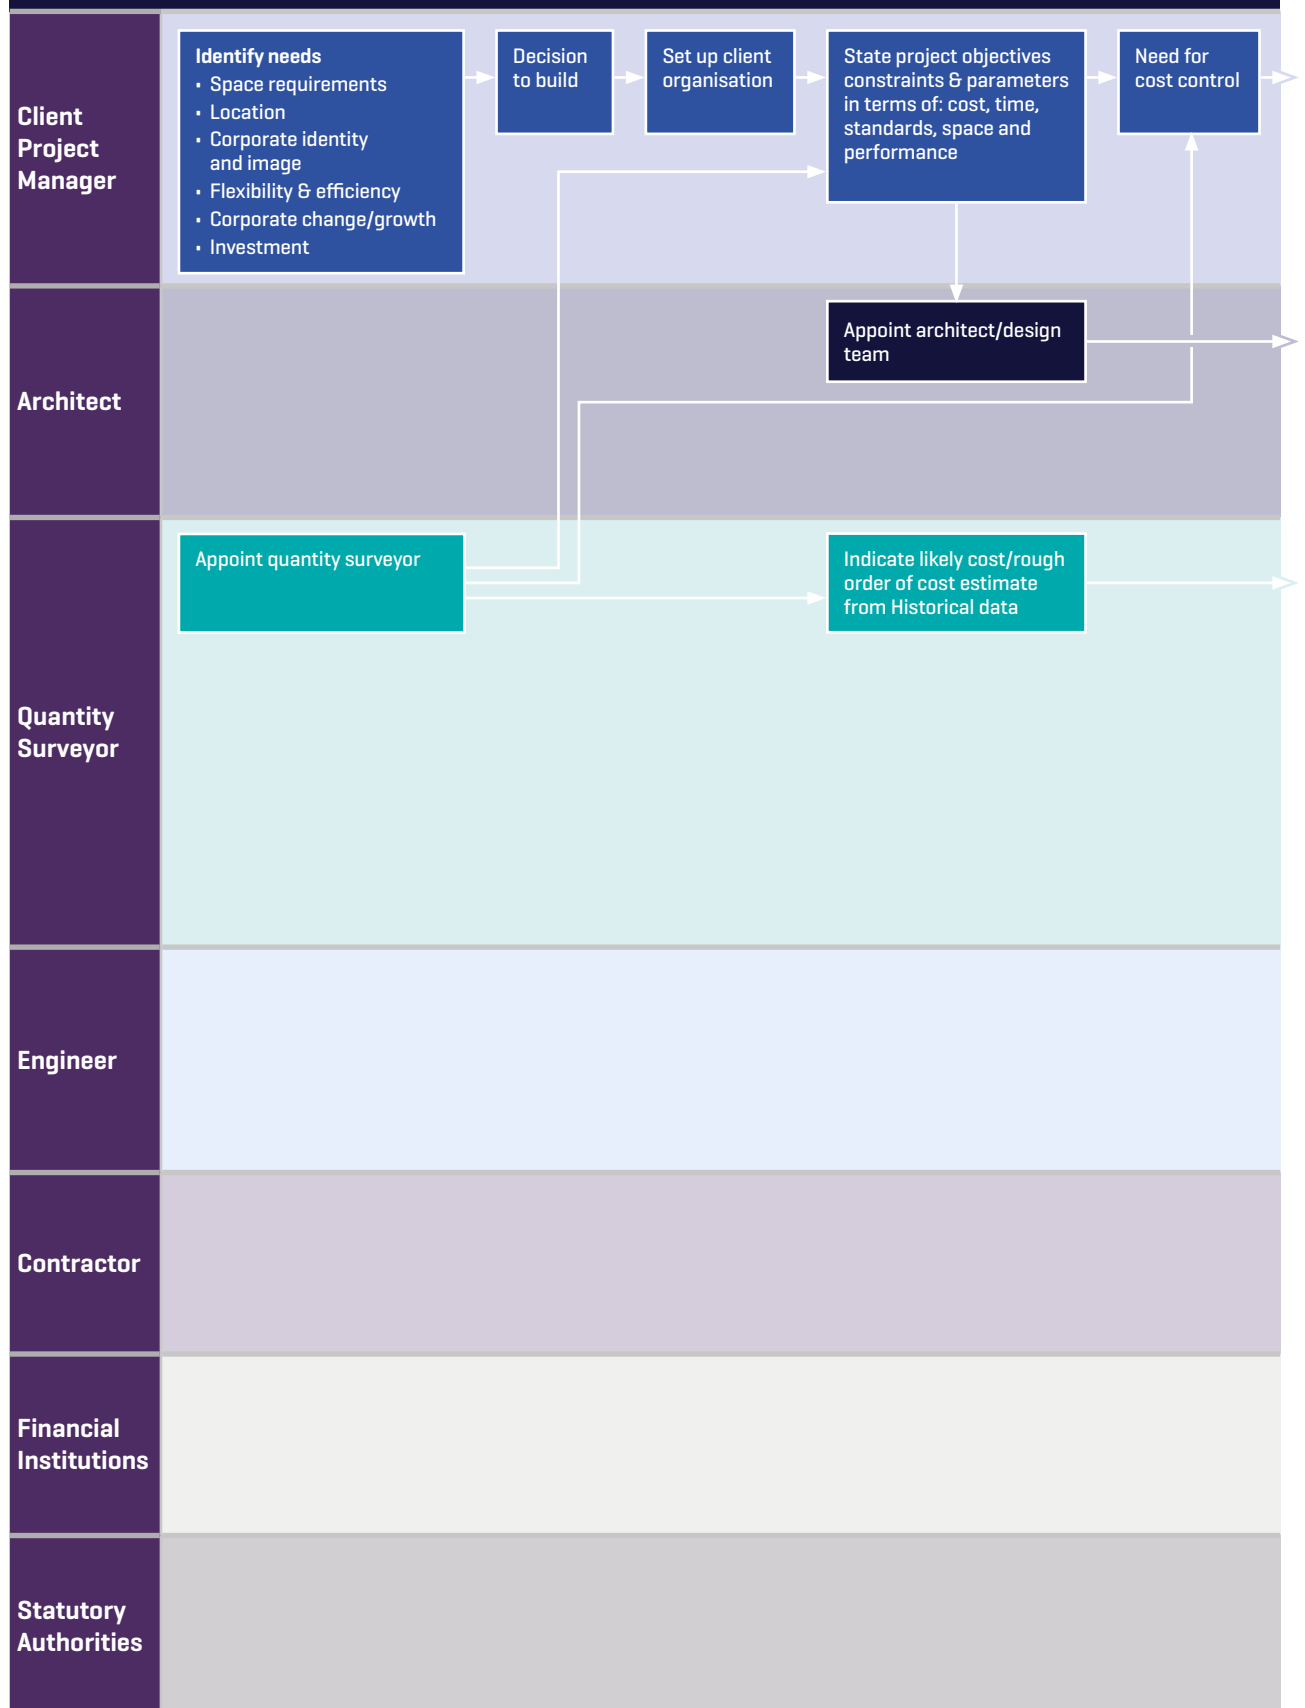 Client
Project
Manager
Identify needs
• Space requirements
• Location
• Corporate identity
and image
• Flexibility & efficiency
• Corporate change/growth
• Investment
Decision
to build
Set up client
organisation
State project objectives
constraints & parameters
in terms of: cost, time,
standards, space and
performance
Need for
cost control
Architect
Appoint architect/design
team
Quantity
Surveyor
Appoint quantity surveyor
Indicate likely cost/rough
order of cost estimate
from Historical data
Engineer
Contractor
Financial
Institutions
Statutory
Authorities